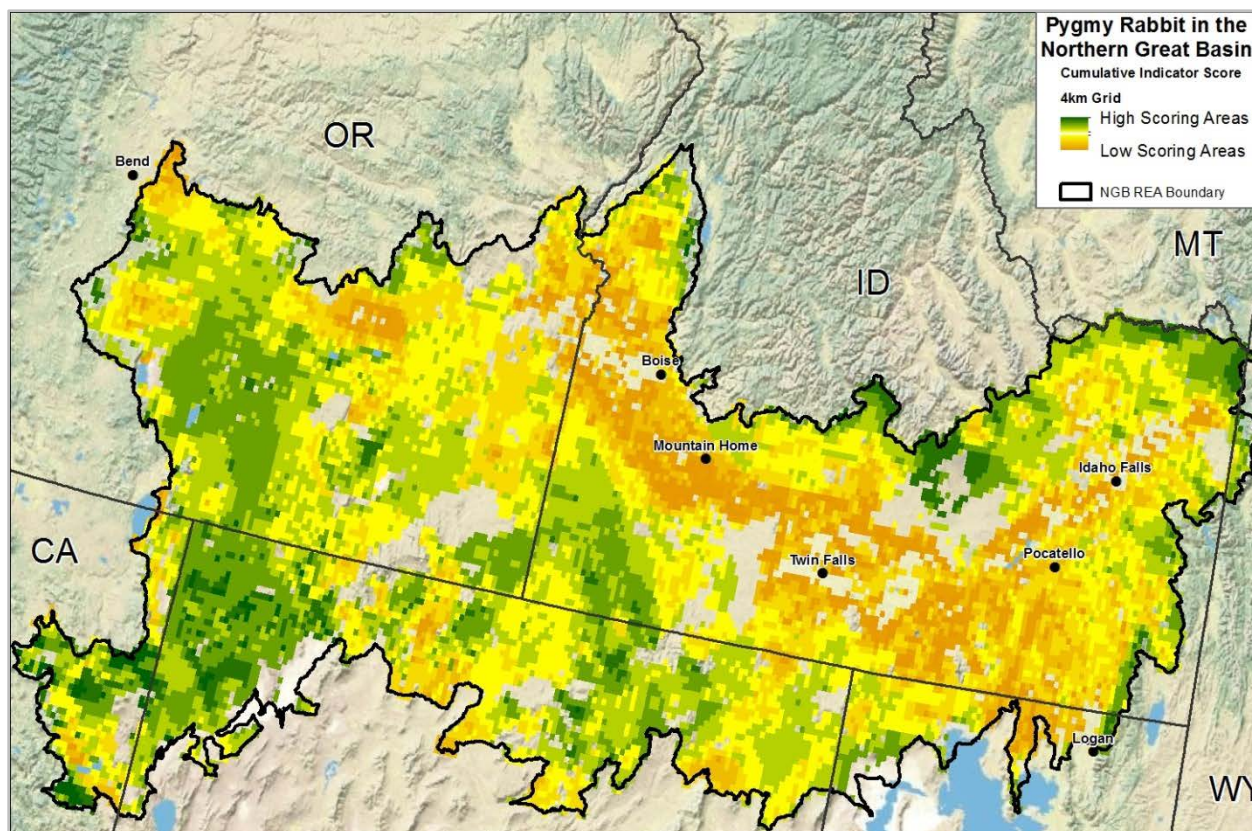 Pygmy Rabbit in the
Northern Great Basin
Cumulative Indicator Score
4km Grid
High Scoring Areas
Low Scoring Areas
NGB REA Boundary
OR
Bend
MT
ID
Boise
Mountain Home
Idaho Falls
CA
Twin Falls
Pocatello
Logan
WY